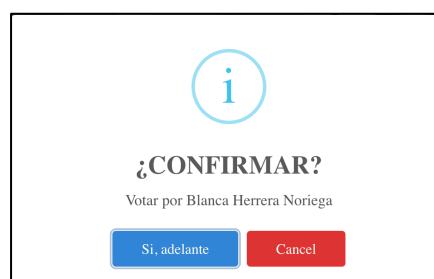 i
¿CONFIRMAR?
Votar por Blanca Herrera Noriega
Si, adelante Cancel